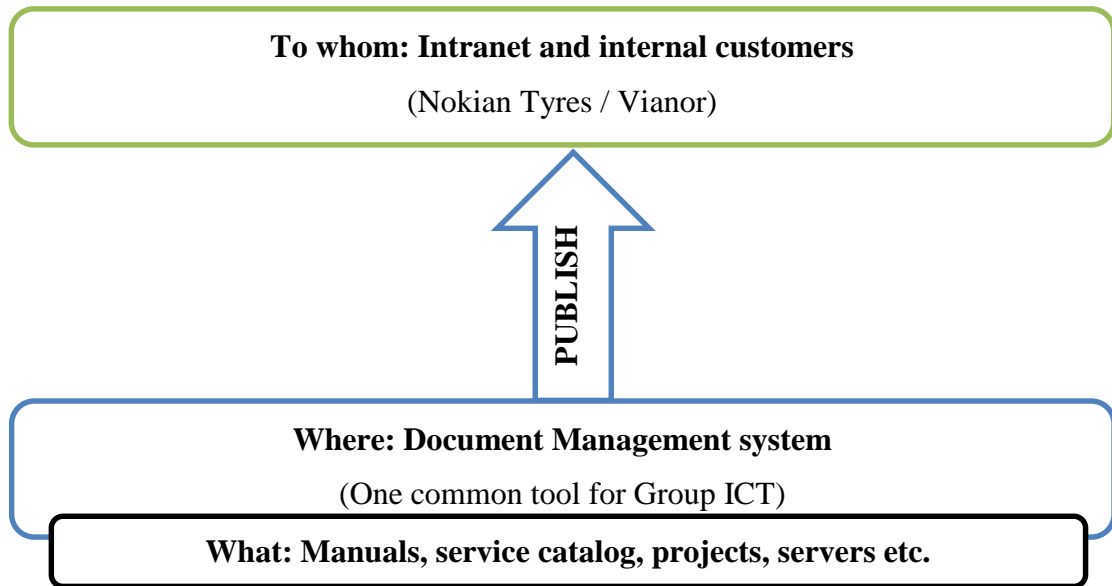 To whom: Intranet and internal customers
(Nokian Tyres / Vianor)
PUBLISH
Where: Document Management system
(One common tool for Group ICT)
What: Manuals, service catalog, projects, servers etc.